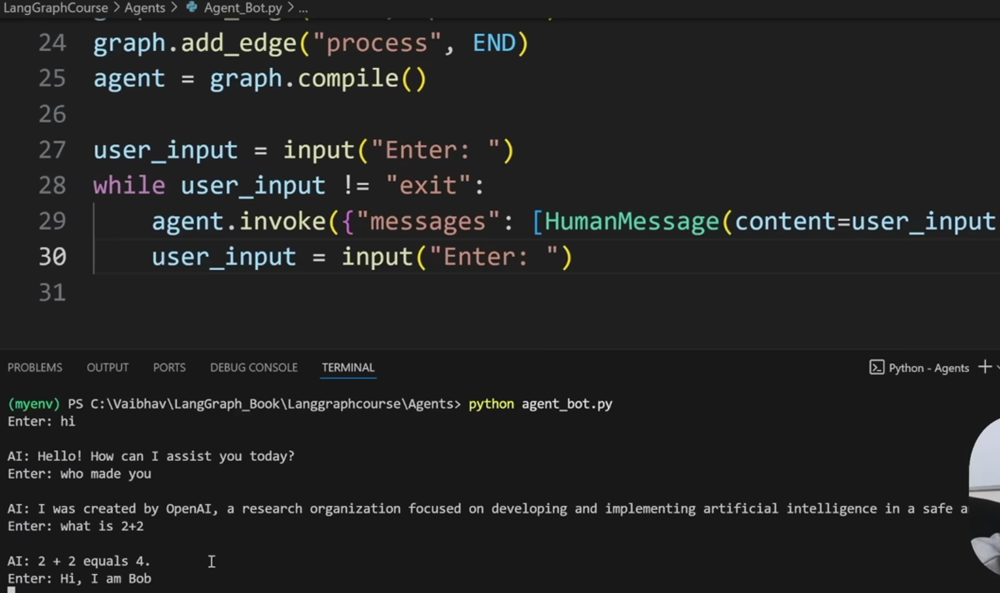 LangGraphCourse > Agents > Agent_Bot.py > ...
24 graph.add_edge("process", END)
25 agent = graph.compile()
26
27 user_input = input("Enter: ")
28 while user_input != "exit":
29 agent.invoke({"messages": [HumanMessage(content=user_input
30 user_input = input("Enter: ")
31
PROBLEMS OUTPUT PORTS DEBUG CONSOLE TERMINAL Python - Agents
(myenv) PS C:\Vaibhav\LangGraph_Book\Langgraphcourse\Agents> python agent_bot.py
Enter: hi
AI: Hello! How can I assist you today?
Enter: who made you
AI: I was created by OpenAI, a research organization focused on developing and implementing artificial intelligence in a safe a
Enter: what is 2+2
AI: 2 + 2 equals 4.
Enter: Hi, I am Bob